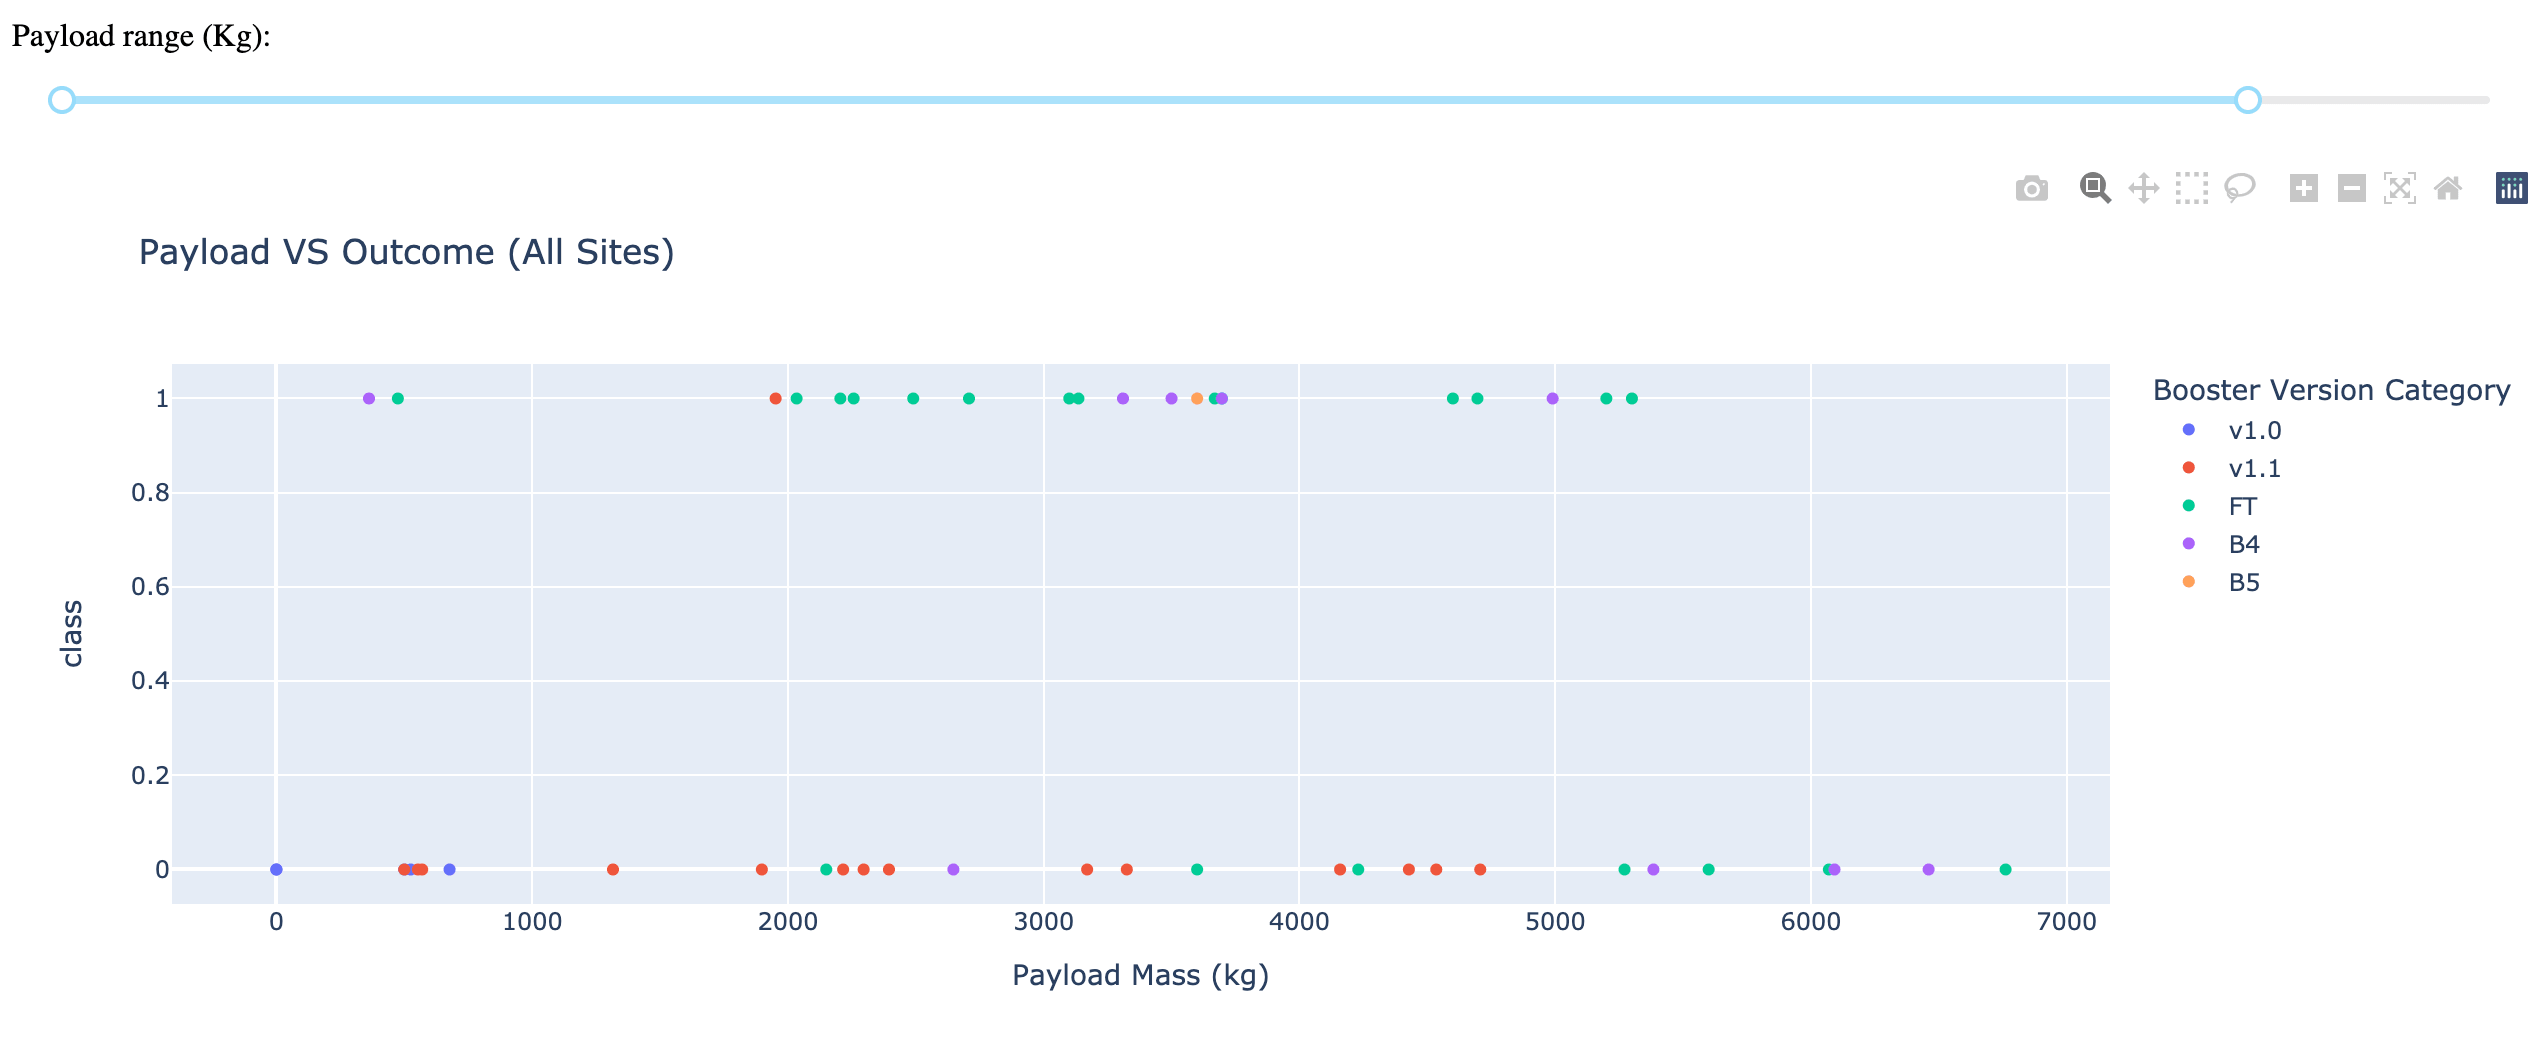 Payload range (Kg):
Payload VS Outcome (All Sites)
Booster Version Category
v1.0
v1.1
FT
B4
B5
1
0.8
0.6
0.4
0.2
0
class
0 1000 2000 3000 4000 5000 6000 7000
Payload Mass (kg)